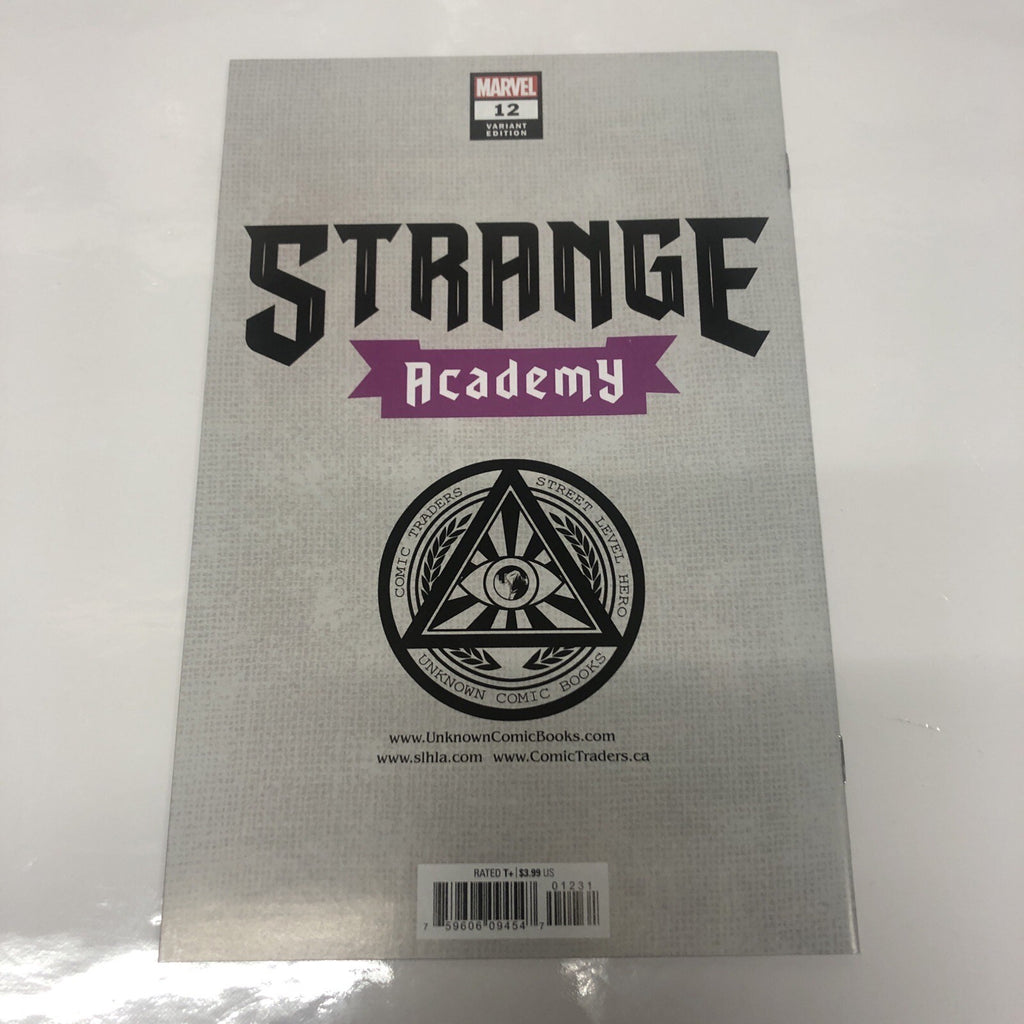 MARVEL
12
VARIANT
EDITION
STRANGE
Academy
COMIC TRADERS
STREET LEVEL HERO
UNKNOWN COMIC BOOKS
www.UnknownComicBooks.com
www.slhla.com www.ComicTraders.ca
RATED T+ | $3.99 US
01231
7 59606 09454 7